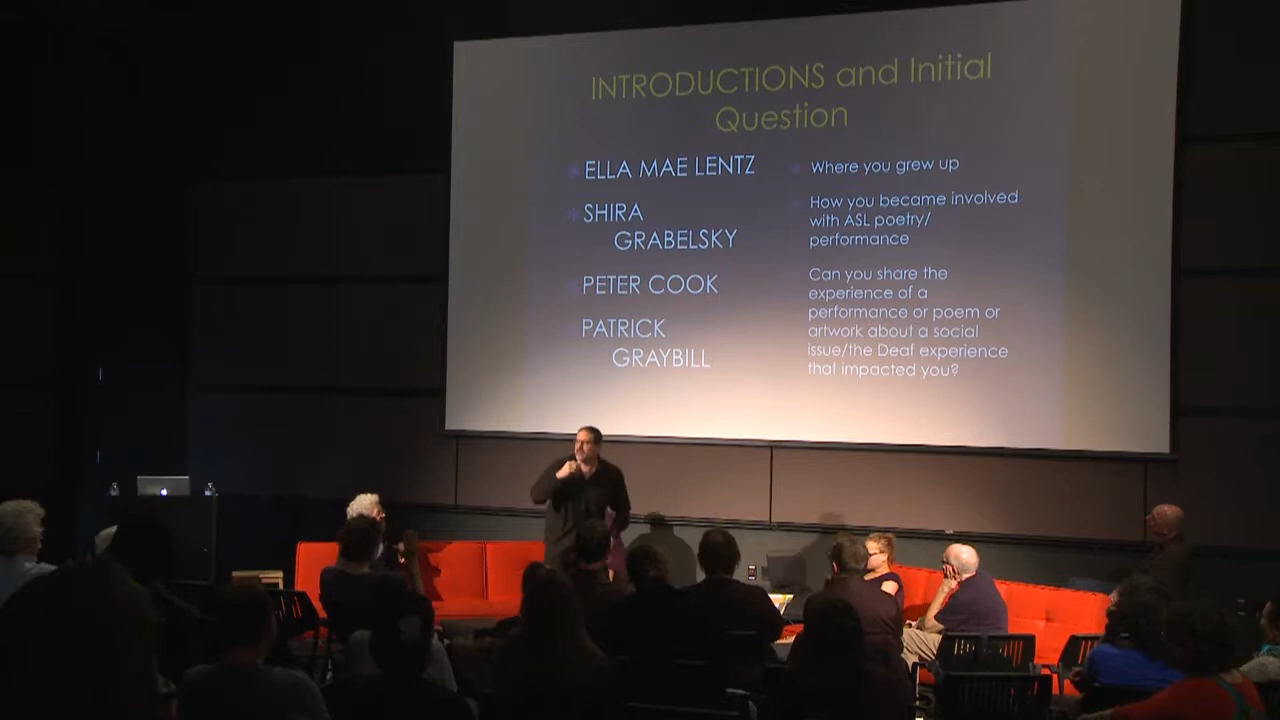 INTRODUCTIONS and Initial
Question
ELLA MAE LENTZ
SHIRA
GRABELSKY
PETER COOK
PATRICK
GRAYBILL
Where you grew up
How you became involved
with ASL poetry/
performance
Can you share the
experience of a
performance or poem or
artwork about a social
issue/the Deaf experience
that impacted you?